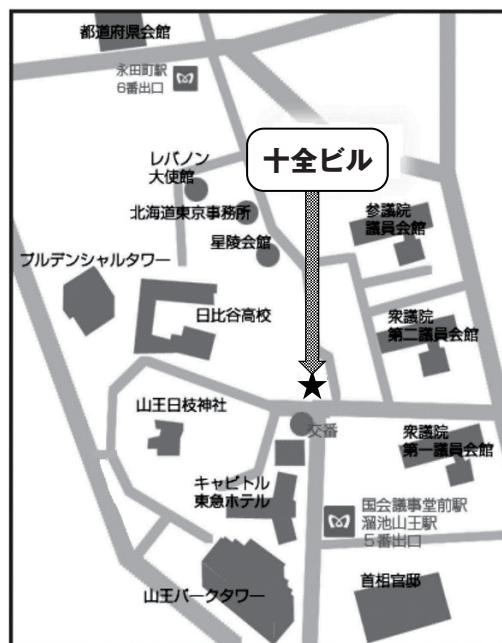 都道府県会館
永田町駅
6番出口
十全ビル
レバノン
大使館
北海道東京事務所
星陵会館
参議院
議員会館
プルデンシャルタワー
日比谷高校
衆議院
第二議員会館
山王日枝神社
交番
衆議院
第一議員会館
キャピトル
東急ホテル
国会議事堂前駅
溜池山王駅
５番出口
山王パークタワー
首相官邸